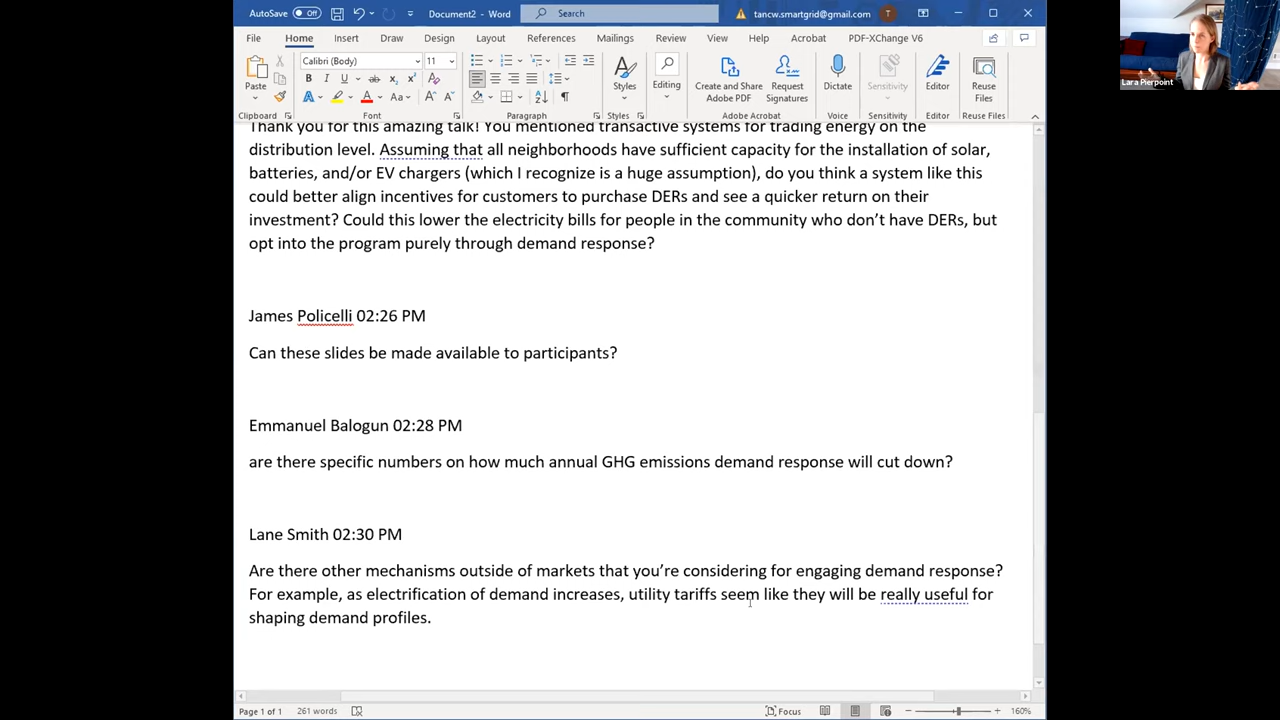 AutoSave Off Document2 - Word Search tancw.smartgrid@gmail.com T
File Home Insert Draw Design Layout References Mailings Review View Help Acrobat PDF-XChange V6
Calibri (Body) 11
Paste Styles Editing Create and Share Adobe PDF Request Signatures Dictate Sensitivity Editor Reuse Files
Clipboard Font Paragraph Styles Adobe Acrobat Voice Sensitivity Editor Reuse Files
Thank you for this amazing talk! You mentioned transactive systems for trading energy on the
distribution level. Assuming that all neighborhoods have sufficient capacity for the installation of solar,
batteries, and/or EV chargers (which I recognize is a huge assumption), do you think a system like this
could better align incentives for customers to purchase DERs and see a quicker return on their
investment? Could this lower the electricity bills for people in the community who don’t have DERs, but
opt into the program purely through demand response?
James Policelli 02:26 PM
Can these slides be made available to participants?
Emmanuel Balogun 02:28 PM
are there specific numbers on how much annual GHG emissions demand response will cut down?
Lane Smith 02:30 PM
Are there other mechanisms outside of markets that you’re considering for engaging demand response?
For example, as electrification of demand increases, utility tariffs seem like they will be really useful for
shaping demand profiles.
Page 1 of 1 261 words Focus 160%
Lara Pierpoint